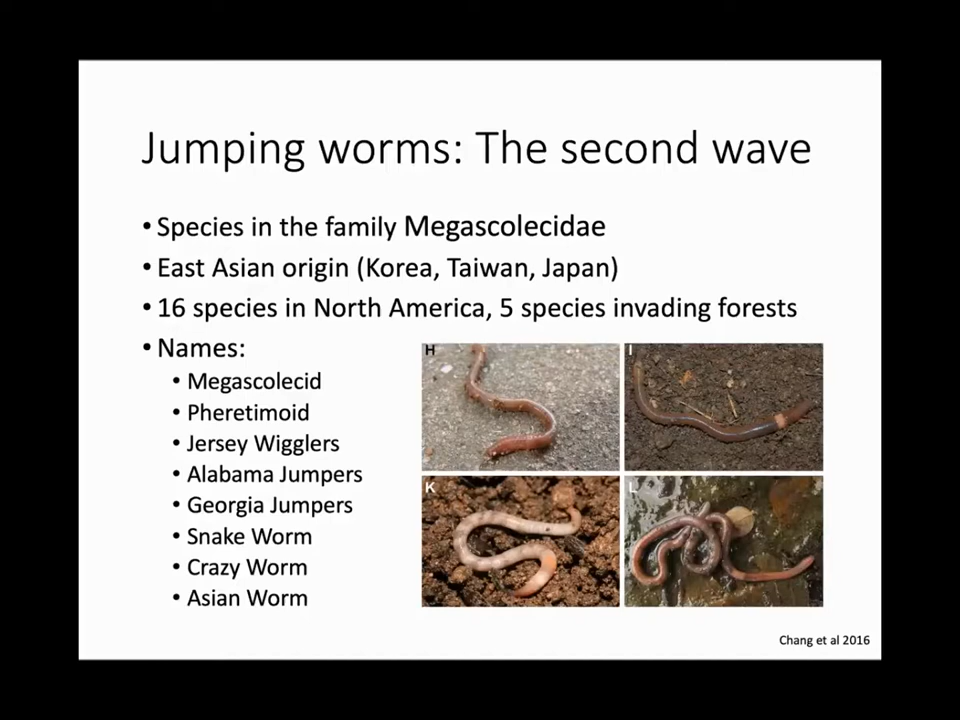 Jumping worms: The second wave
• Species in the family Megascolecidae
• East Asian origin (Korea, Taiwan, Japan)
• 16 species in North America, 5 species invading forests
• Names:
• Megascolecid
• Pheretimoid
• Jersey Wigglers
• Alabama Jumpers
• Georgia Jumpers
• Snake Worm
• Crazy Worm
• Asian Worm
H
I
K
L
Chang et al 2016